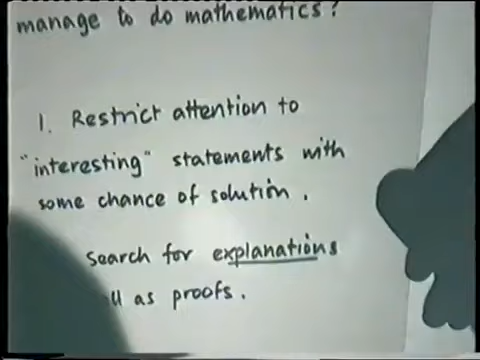 manage to do mathematics?
1. Restrict attention to
"interesting" statements with
some chance of solution.
search for explanations
as proofs.